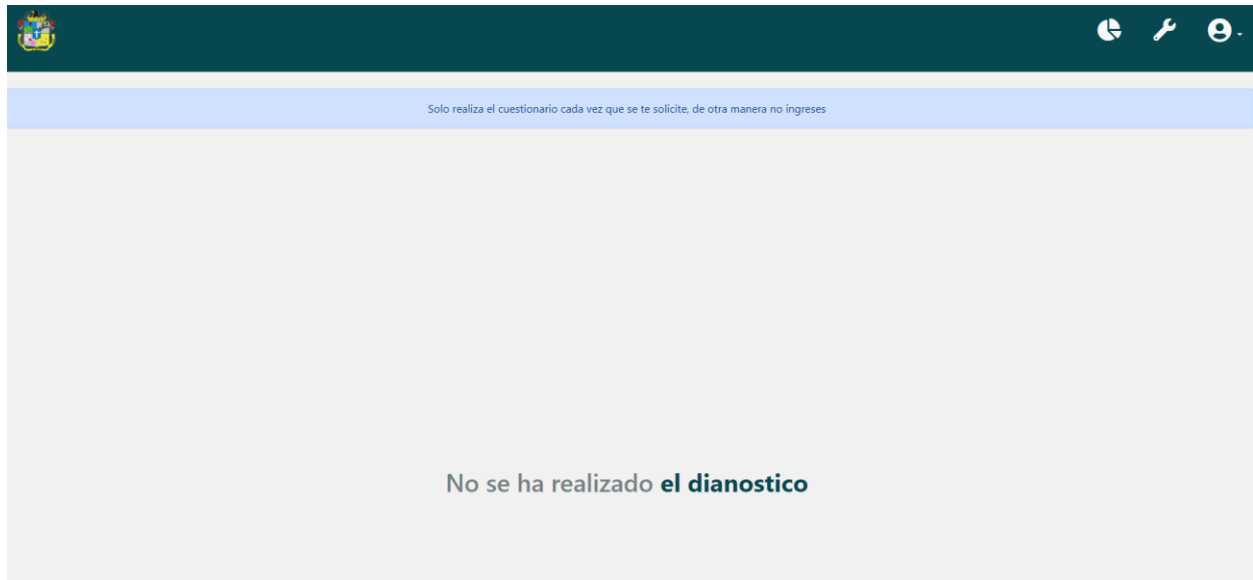 Solo realiza el cuestionario cada vez que se te solicite, de otra manera no ingreses
No se ha realizado el dianostico